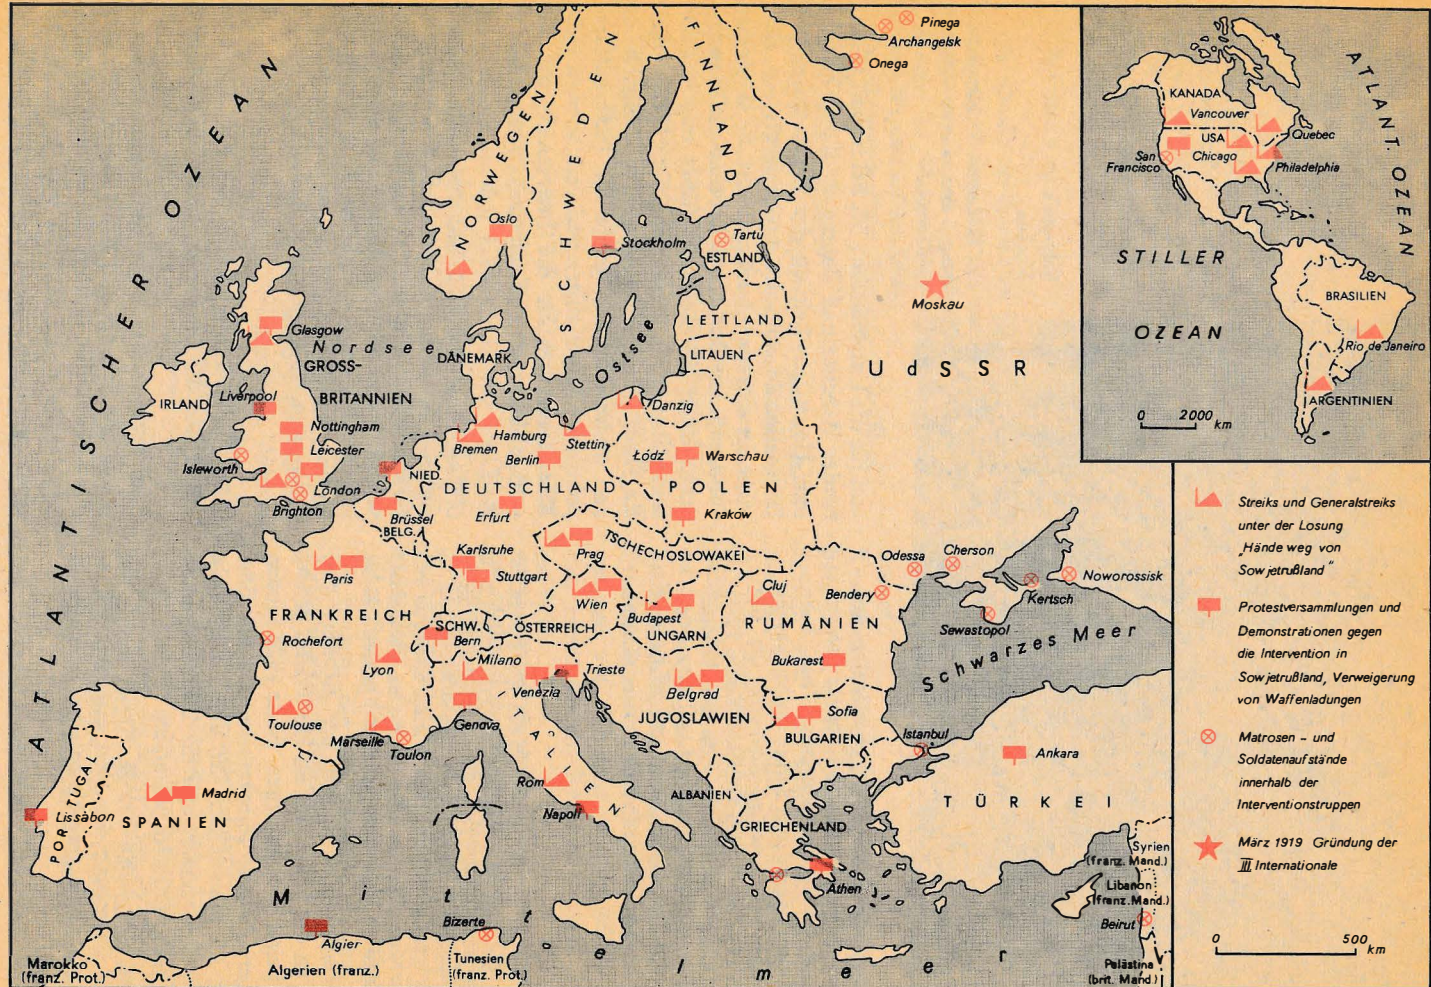 ATLANTISCHER OZEAN
NORWEGEN
SCHWEDEN
FINNLAND
Pinega
Archangelsk
Onega
Oslo
Stockholm
Tartu
ESTLAND
Moskau
LETTLAND
LITAUEN
UdSSR
Glasgow
Nordsee
GROSS-
BRITANNIEN
DÄNEMARK
Ostsee
IRLAND
Liverpool
Nottingham
Leicester
Isleworth
London
Brighton
Hamburg
Bremen
Stettin
Danzig
Berlin
NIED.
DEUTSCHLAND
Łódź
Warschau
POLEN
Kraków
Brüssel
BELG.
Erfurt
Karlsruhe
Stuttgart
Prag
TSCHECHOSLOWAKEI
Paris
FRANKREICH
Rochefort
Lyon
Toulouse
Marseille
Toulon
SCHW.
Bern
Wien
ÖSTERREICH
Budapest
UNGARN
Cluj
RUMÄNIEN
Bukarest
Bendery
Odessa
Cherson
Kertsch
Noworossisk
Sewastopol
Schwarzes Meer
Milano
Venezia
Trieste
Genova
ITALIEN
Rom
Napoli
Belgrad
JUGOSLAWIEN
Sofia
BULGARIEN
Istanbul
Ankara
TÜRKEI
ALBANIEN
GRIECHENLAND
Athen
PORTUGAL
Lissabon
Madrid
SPANIEN
Mittelmeer
Algier
Bizerte
Marokko
(franz. Prot.)
Algerien (franz.)
Tunesien
(franz. Prot.)
Syrien
(franz. Mand.)
Libanon
(franz. Mand.)
Beirut
Palästina
(brit. Mand.)
ATLANT. OZEAN
KANADA
Vancouver
Quebec
USA
San
Francisco
Chicago
Philadelphia
STILLER
OZEAN
BRASILIEN
Rio de Janeiro
ARGENTINIEN
0 2000 km
Streiks und Generalstreiks
unter der Losung
„Hände weg von
Sowjetrußland"
Protestversammlungen und
Demonstrationen gegen
die Intervention in
Sowjetrußland, Verweigerung
von Waffenladungen
Matrosen - und
Soldatenaufstände
innerhalb der
Interventionstruppen
März 1919 Gründung der
III. Internationale
0 500
km